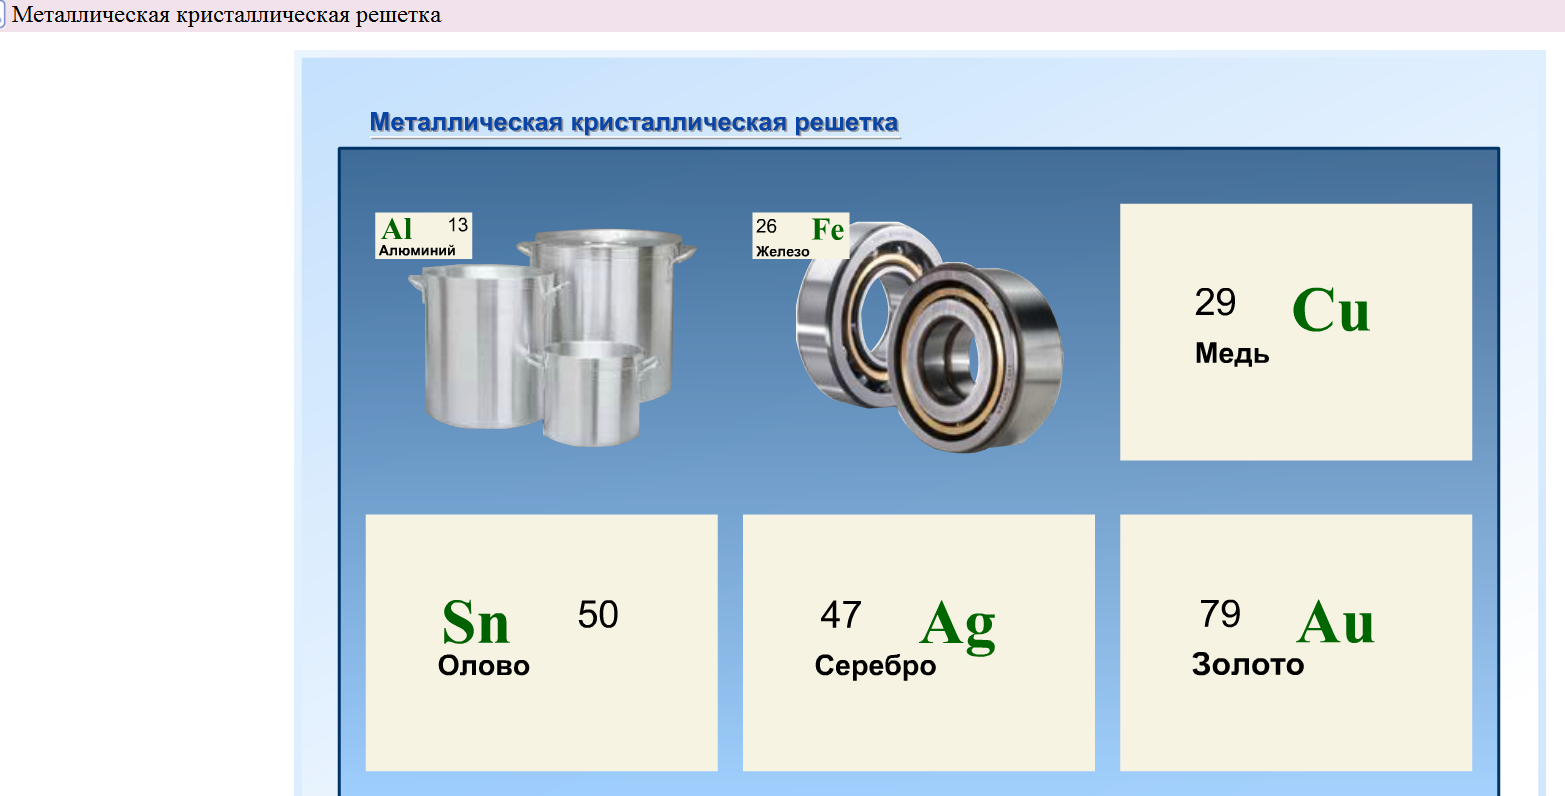 Металлическая кристаллическая решетка
Металлическая кристаллическая решетка
Al 13
Алюминий
26 Fe
Железо
29 Cu
Медь
Sn 50
Олово
47 Ag
Серебро
79 Au
Золото